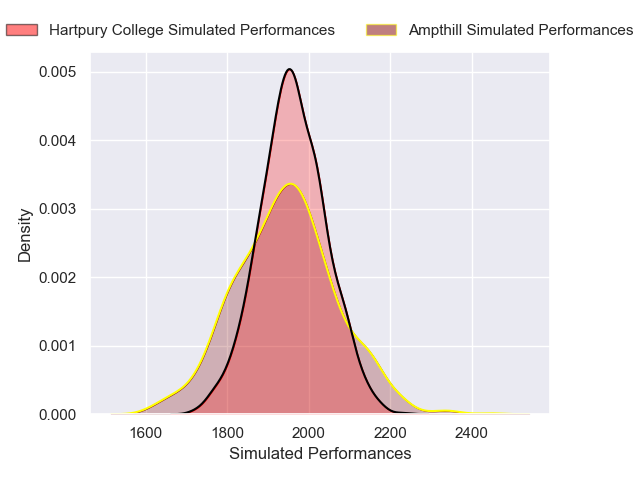 Hartpury College Simulated Performances
Ampthill Simulated Performances
0.005
0.004
0.003
0.002
0.001
0.000
Density
1600 1800 2000 2200 2400
Simulated Performances